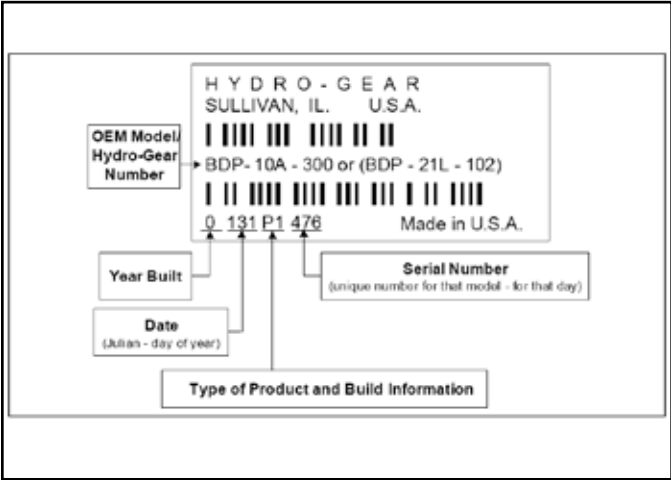 HYDRO-GEAR
SULLIVAN, IL. U.S.A.
OEM Model/
Hydro-Gear
Number
BDP- 10A - 300 or (BDP - 21L - 102)
0 131 P1 476 Made in U.S.A.
Year Built
Serial Number
(unique number for that model - for that day)
Date
(Julian - day of year)
Type of Product and Build Information